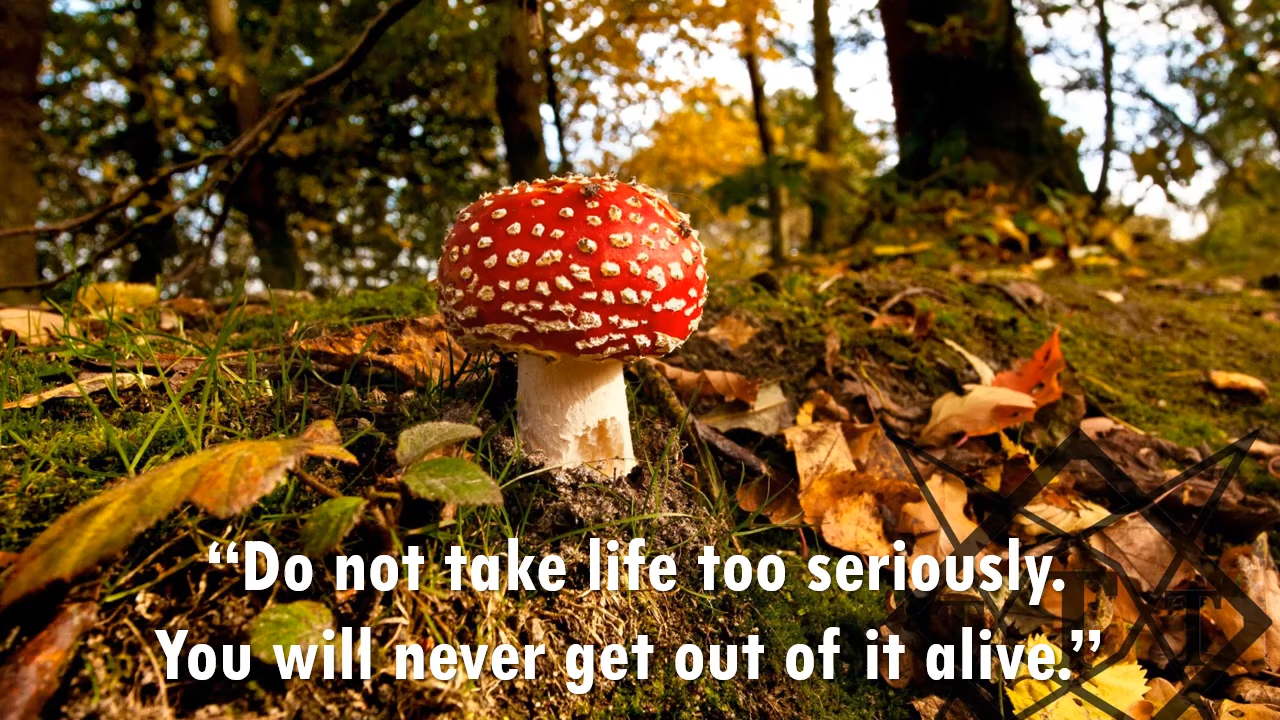 “Do not take life too seriously.
You will never get out of it alive.”